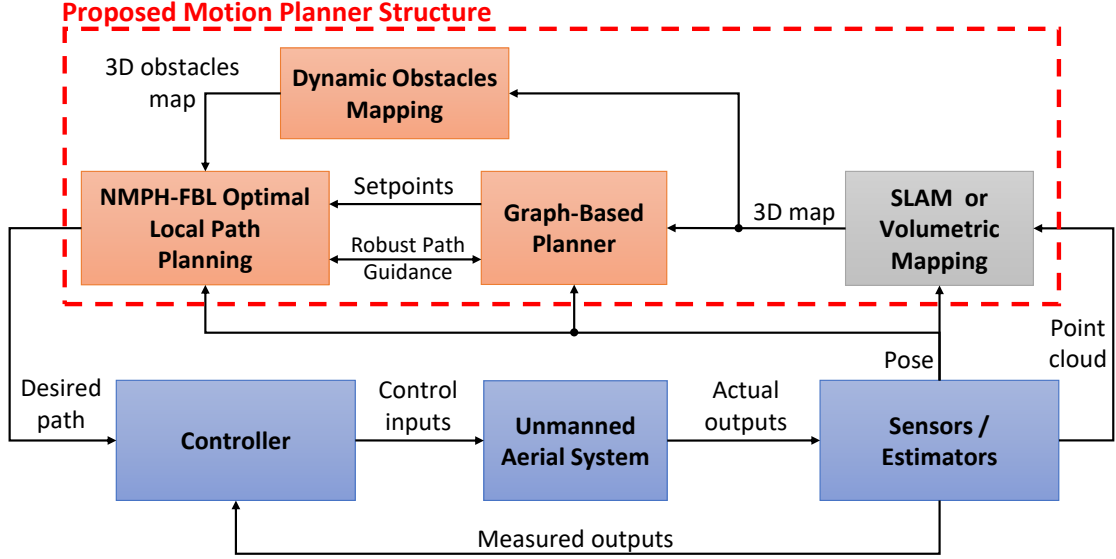 Proposed Motion Planner Structure
3D obstacles
map
Dynamic Obstacles
Mapping
NMPH-FBL Optimal
Local Path
Planning
Setpoints
Robust Path
Guidance
Graph-Based
Planner
3D map
SLAM or
Volumetric
Mapping
Pose
Point
cloud
Desired
path
Controller
Control
inputs
Unmanned
Aerial System
Actual
outputs
Sensors /
Estimators
Measured outputs